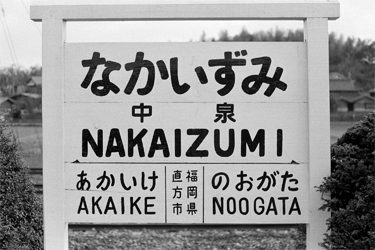 なかいずみ
中泉
NAKAIZUMI
あかいけ
AKAIKE
福岡県
直方市
のおがた
NOOGATA